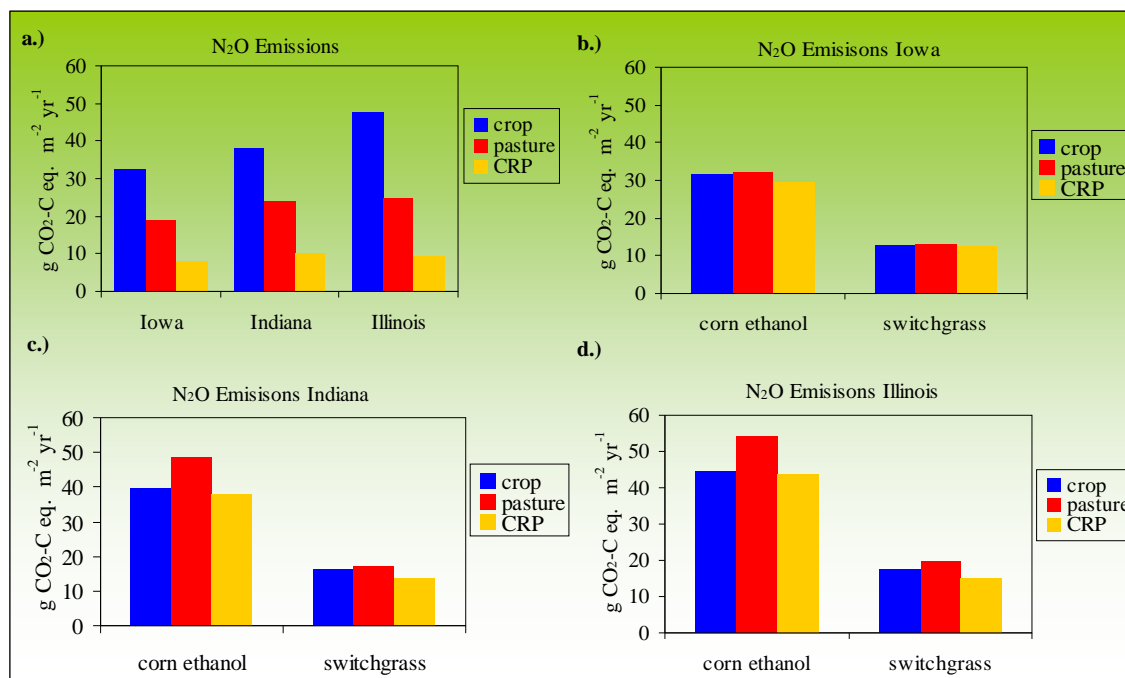 a.)
N₂O Emissions
60
50
40
30
20
10
0
g CO₂-C eq. m⁻² yr⁻¹
Iowa Indiana Illinois
crop
pasture
CRP
b.)
N₂O Emisisons Iowa
60
50
40
30
20
10
0
g CO₂-C eq. m⁻² yr⁻¹
corn ethanol switchgrass
crop
pasture
CRP
c.)
N₂O Emisisons Indiana
60
50
40
30
20
10
0
g CO₂-C eq. m⁻² yr⁻¹
corn ethanol switchgrass
crop
pasture
CRP
d.)
N₂O Emisisons Illinois
60
50
40
30
20
10
0
g CO₂-C eq. m⁻² yr⁻¹
corn ethanol switchgrass
crop
pasture
CRP